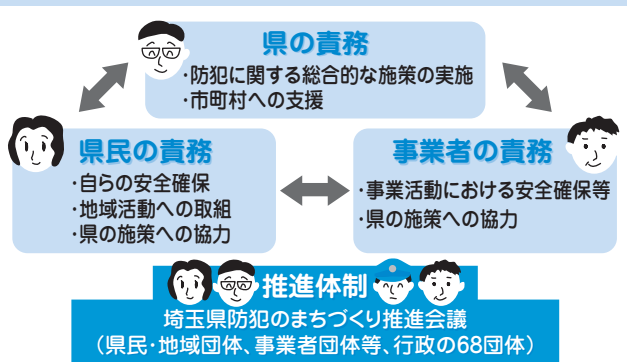 県の責務
・防犯に関する総合的な施策の実施
・市町村への支援
県民の責務
・自らの安全確保
・地域活動への取組
・県の施策への協力
事業者の責務
・事業活動における安全確保等
・県の施策への協力
推進体制
埼玉県防犯のまちづくり推進会議
（県民・地域団体、事業者団体等、行政の68団体）